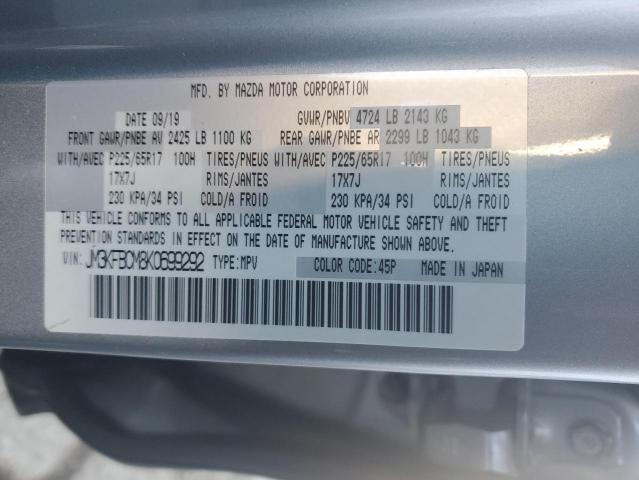 MFD. BY MAZDA MOTOR CORPORATION
DATE 09/19 GVWR/PNBV 4724 LB 2143 KG
FRONT GAWR/PNBE AV 2425 LB 1100 KG REAR GAWR/PNBE AR 2299 LB 1043 KG
WITH/AVEC P225/65R17 100H TIRES/PNEUS WITH/AVEC P225/65R17 100H TIRES/PNEUS
17X7J RIMS/JANTES 17X7J RIMS/JANTES
230 KPA/34 PSI COLD/A FROID 230 KPA/34 PSI COLD/A FROID
THIS VEHICLE CONFORMS TO ALL APPLICABLE FEDERAL MOTOR VEHICLE SAFETY AND THEFT
PREVENTION STANDARDS IN EFFECT ON THE DATE OF MANUFACTURE SHOWN ABOVE.
VIN: JM3KFBCM8K0699292 TYPE:MPV COLOR CODE:45P MADE IN JAPAN